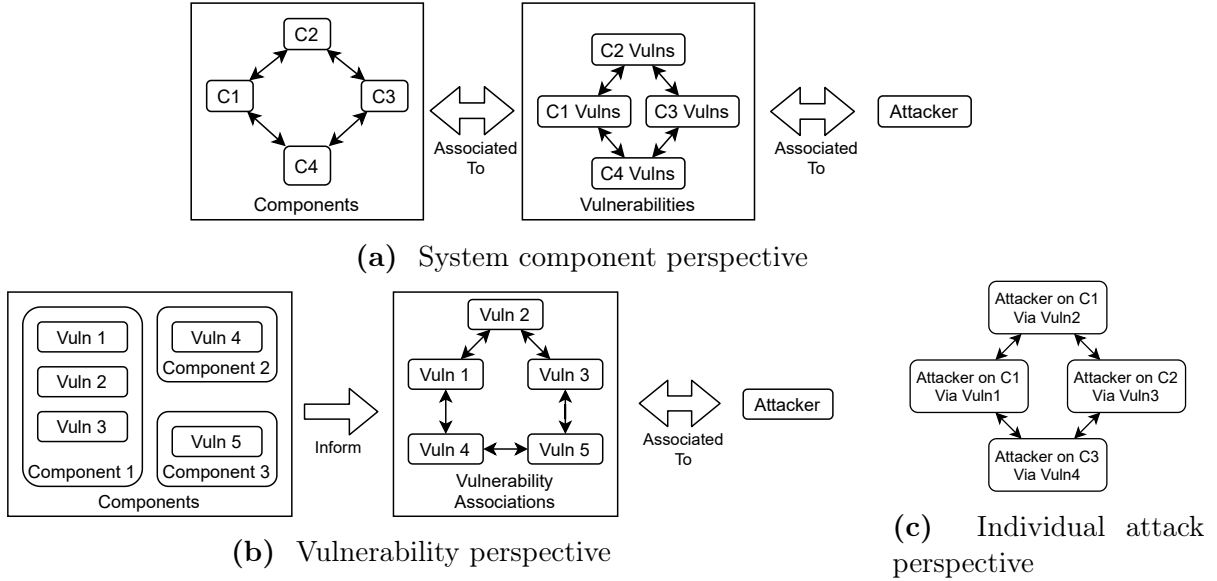 C2
C1
C3
C4
Components
Associated
To
C2 Vulns
C1 Vulns
C3 Vulns
C4 Vulns
Vulnerabilities
Associated
To
Attacker
(a) System component perspective
Vuln 1
Vuln 2
Vuln 3
Component 1
Vuln 4
Component 2
Vuln 5
Component 3
Components
Inform
Vuln 2
Vuln 1
Vuln 3
Vuln 4
Vuln 5
Vulnerability
Associations
Associated
To
Attacker
(b) Vulnerability perspective
Attacker on C1
Via Vuln2
Attacker on C1
Via Vuln1
Attacker on C2
Via Vuln3
Attacker on C3
Via Vuln4
(c) Individual attack
perspective